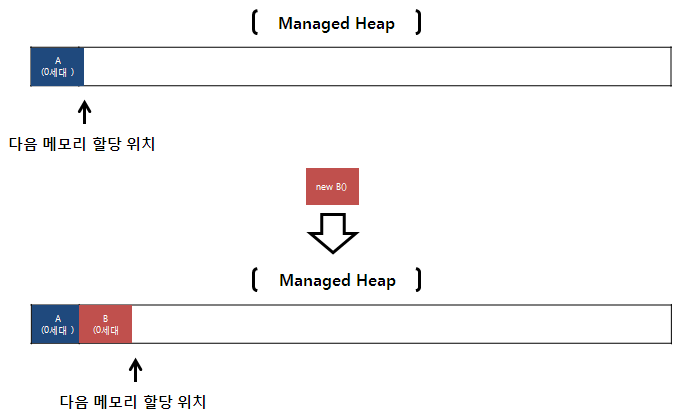 [ Managed Heap ]
A
(0세대 )
다음 메모리 할당 위치
new B()
[ Managed Heap ]
A
(0세대 )
B
(0세대
다음 메모리 할당 위치